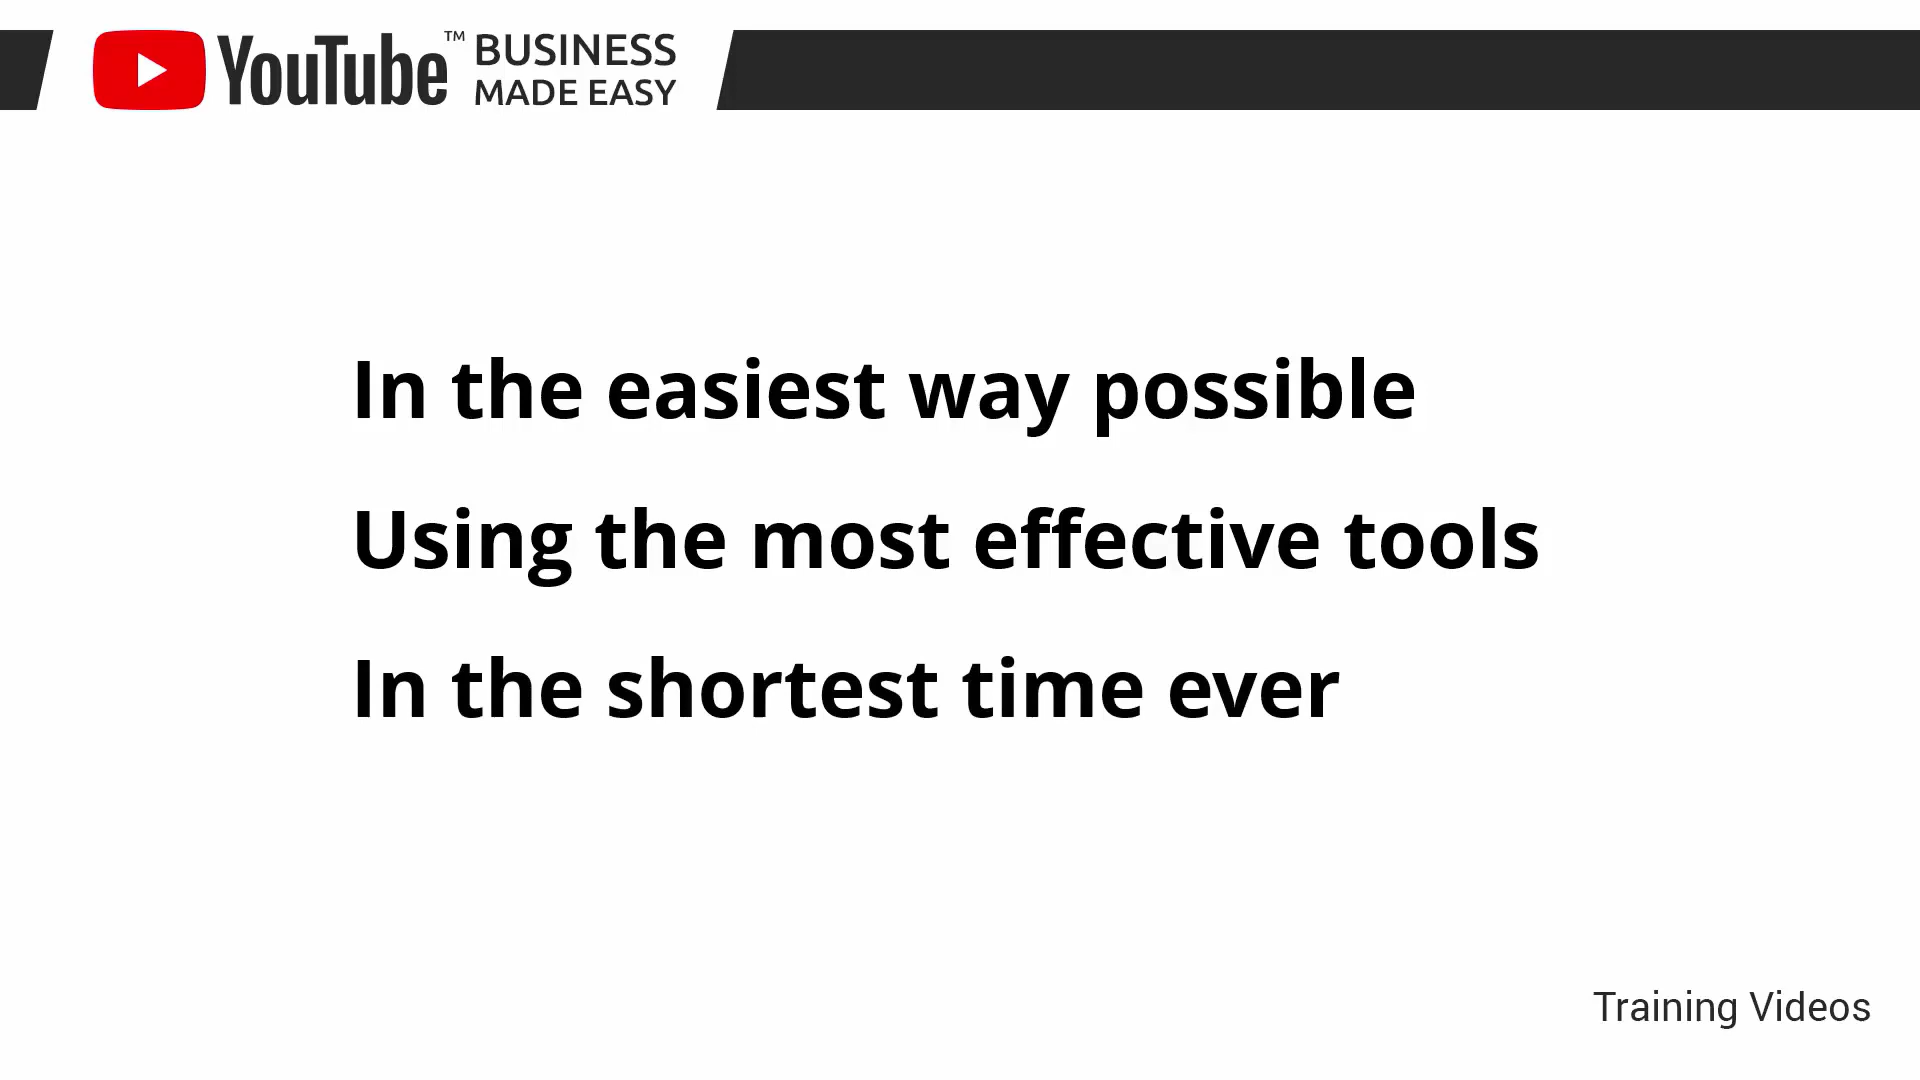 YouTube™ BUSINESS
MADE EASY
In the easiest way possible
Using the most effective tools
In the shortest time ever
Training Videos